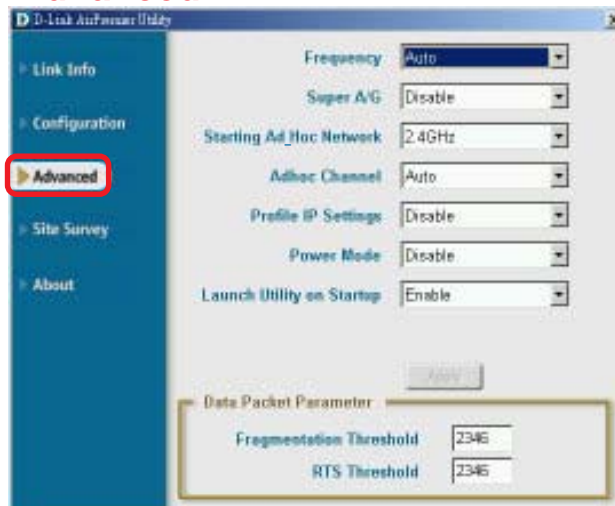 D-Link AirPremier Utility
Link Info
Configuration
Advanced
Site Survey
About
Frequency Auto
Super A/G Disable
Starting Ad_Hoc Network 2.4GHz
Adhoc Channel Auto
Profile IP Settings Disable
Power Mode Disable
Launch Utility on Startup Enable
Apply
Data Packet Parameter
Fragmentation Threshold 2346
RTS Threshold 2346